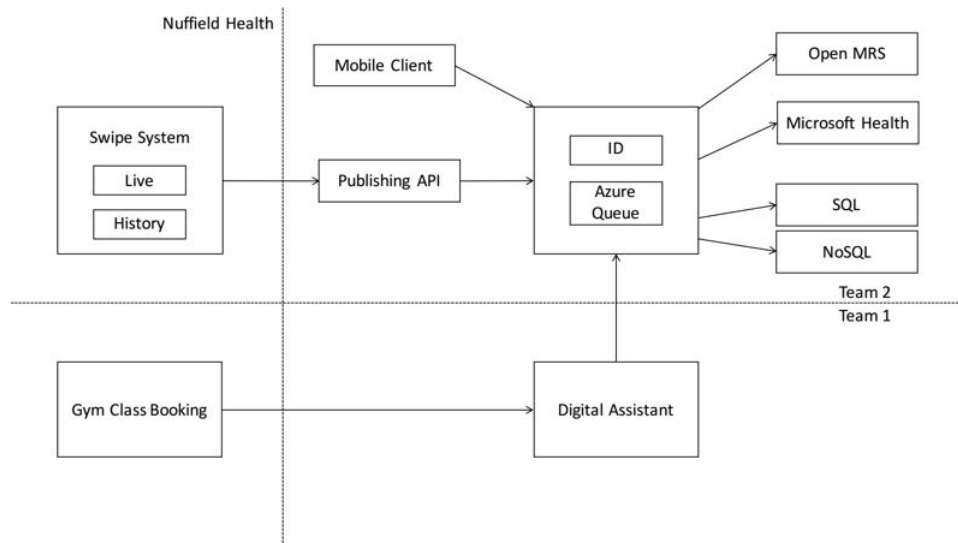 Nuffield Health
Mobile Client
Open MRS
Swipe System
Live
History
Publishing API
ID
Azure
Queue
Microsoft Health
SQL
NoSQL
Team 2
Team 1
Gym Class Booking
Digital Assistant